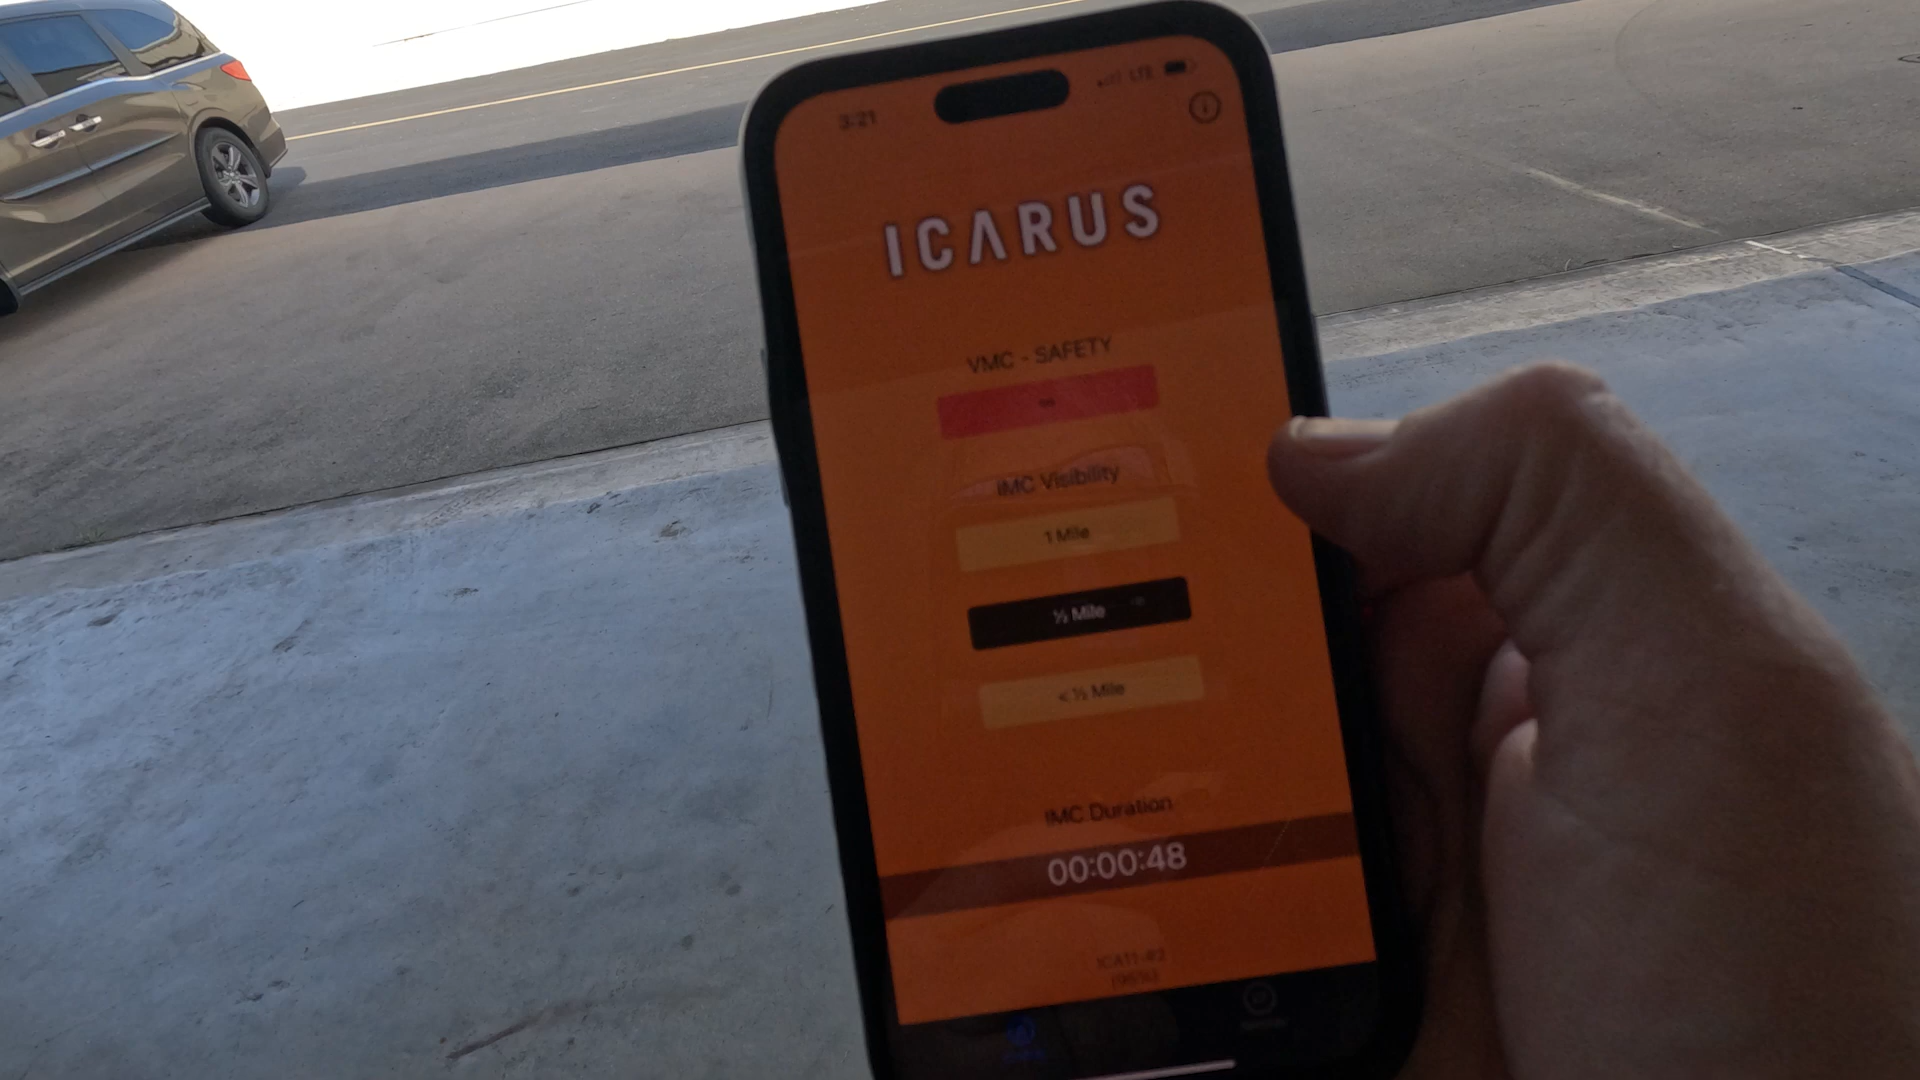 3:21
LTE
ICARUS
VMC - SAFETY
∞
IMC Visibility
1 Mile
½ Mile
< ½ Mile
IMC Duration
00:00:48